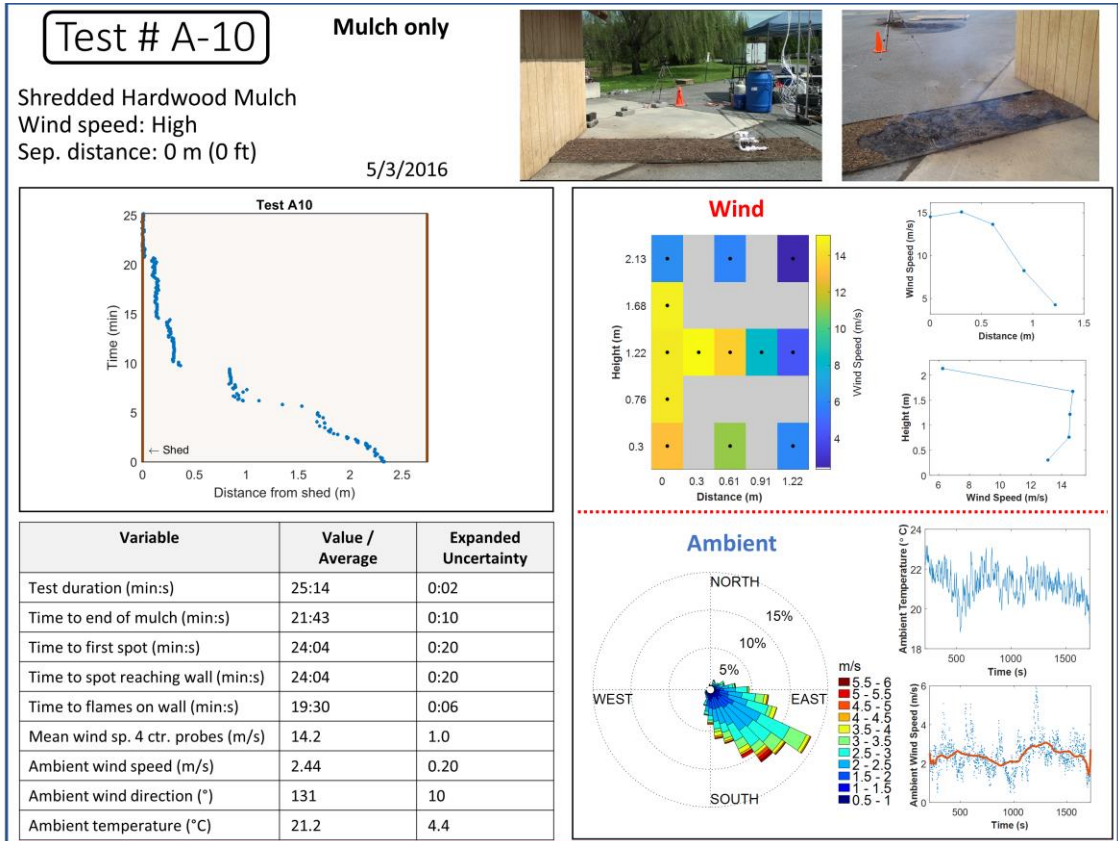 Test # A-10
Mulch only
Shredded Hardwood Mulch
Wind speed: High
Sep. distance: 0 m (0 ft)
5/3/2016
Test A10
25
20
15
10
5
0
Time (min)
← Shed
0 0.5 1 1.5 2 2.5
Distance from shed (m)
Variable Value / Average Expanded Uncertainty
Test duration (min:s) 25:14 0:02
Time to end of mulch (min:s) 21:43 0:10
Time to first spot (min:s) 24:04 0:20
Time to spot reaching wall (min:s) 24:04 0:20
Time to flames on wall (min:s) 19:30 0:06
Mean wind sp. 4 ctr. probes (m/s) 14.2 1.0
Ambient wind speed (m/s) 2.44 0.20
Ambient wind direction (°) 131 10
Ambient temperature (°C) 21.2 4.4
Wind
2.13
1.68
1.22
0.76
0.3
Height (m)
0 0.3 0.61 0.91 1.22
Distance (m)
14
12
10
8
6
4
Wind Speed (m/s)
15
10
5
Wind Speed (m/s)
0 0.5 1 1.5
Distance (m)
2
1.5
1
0.5
0
Height (m)
6 8 10 12 14
Wind Speed (m/s)
Ambient
NORTH
15%
10%
5%
WEST
EAST
SOUTH
m/s
5.5 - 6
5 - 5.5
4.5 - 5
4 - 4.5
3.5 - 4
3 - 3.5
2.5 - 3
2 - 2.5
1.5 - 2
1 - 1.5
0.5 - 1
24
22
20
18
Ambient Temperature (° C)
500 1000 1500
Time (s)
6
4
2
0
Ambient Wind Speed (m/s)
500 1000 1500
Time (s)